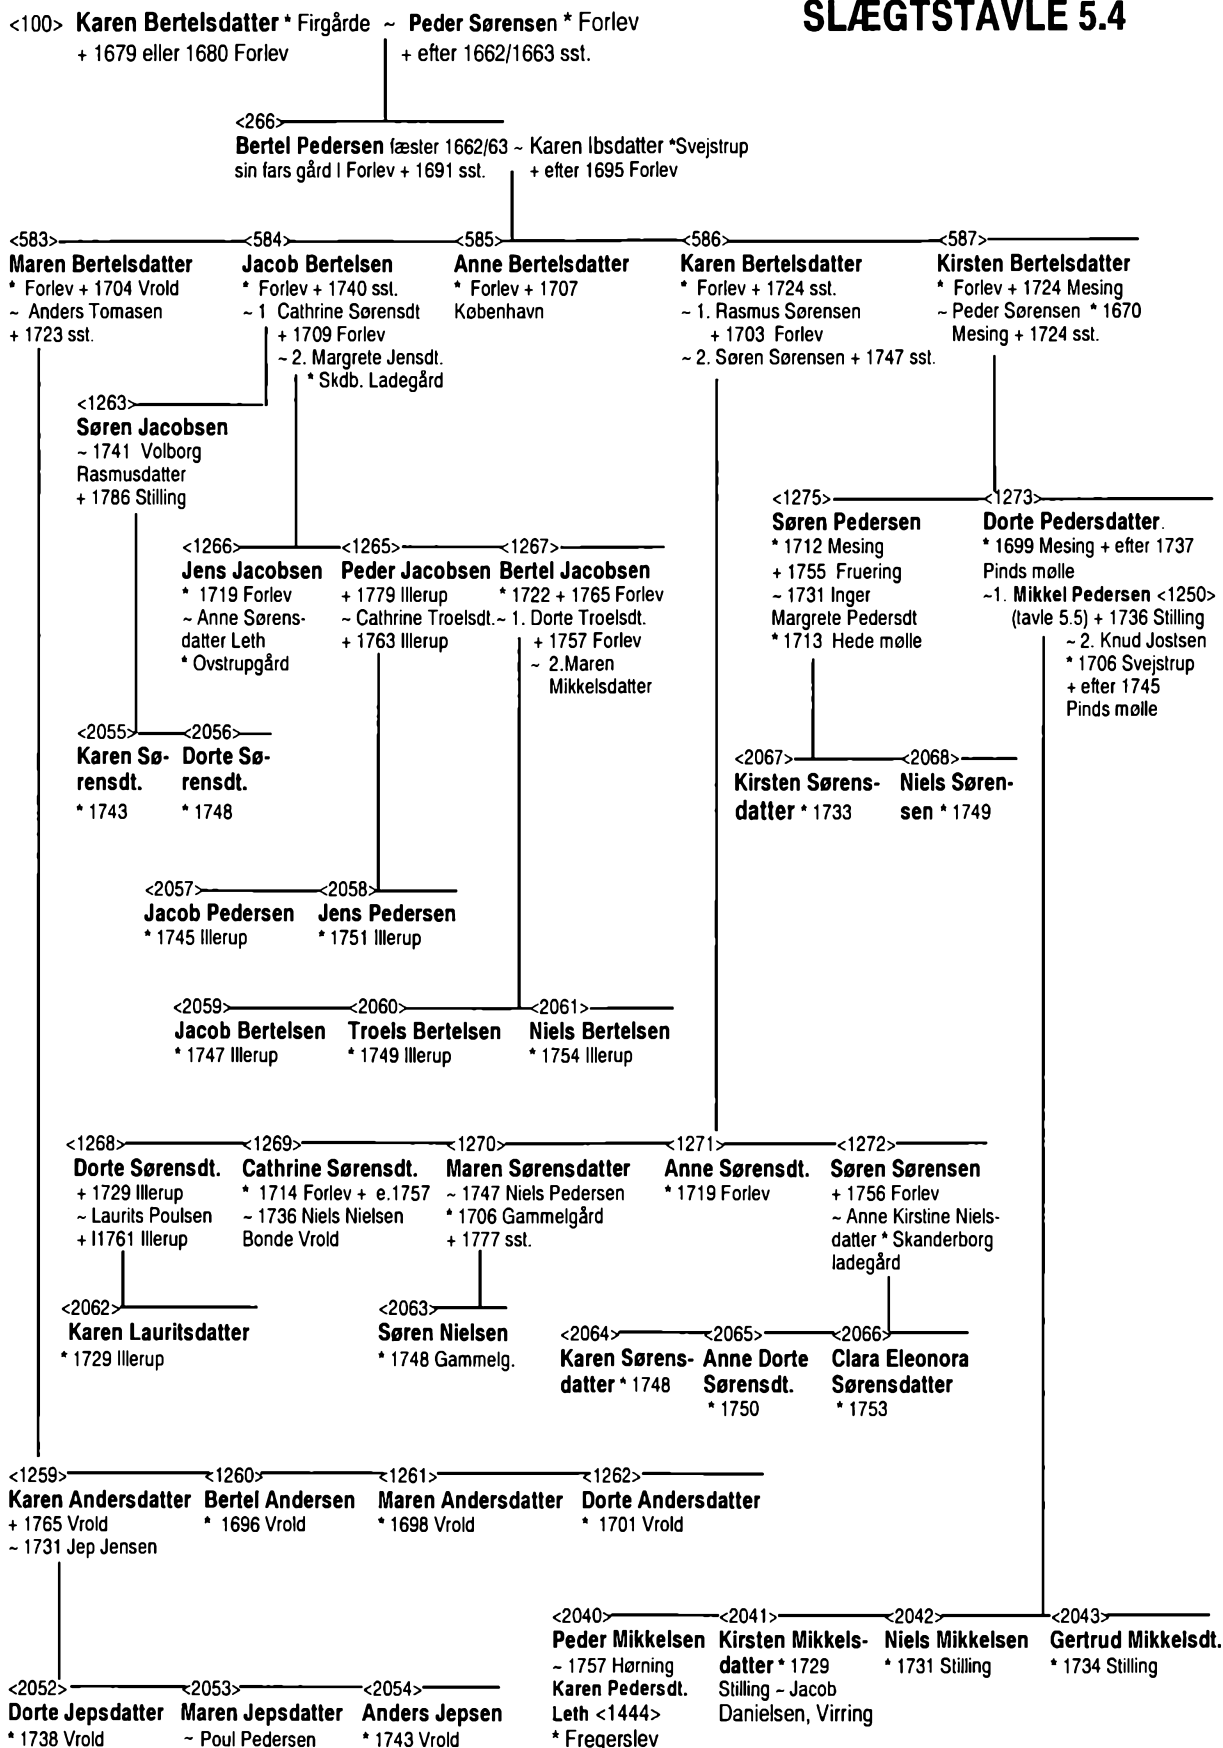 SLÆGTSTAVLE 5.4
<100> Karen Bertelsdatter * Firgårde ~ Peder Sørensen * Forlev
+ 1679 eller 1680 Forlev + efter 1662/1663 sst.
<266>
Bertel Pedersen fæster 1662/63 ~ Karen Ibsdatter *Svejstrup
sin fars gård I Forlev + 1691 sst. + efter 1695 Forlev
<583>
Maren Bertelsdatter
* Forlev + 1704 Vrold
~ Anders Tomasen
+ 1723 sst.
<584>
Jacob Bertelsen
* Forlev + 1740 sst.
~ 1 Cathrine Sørensdt
+ 1709 Forlev
~ 2. Margrete Jensdt.
* Skdb. Ladegård
<585>
Anne Bertelsdatter
* Forlev + 1707
København
<586>
Karen Bertelsdatter
* Forlev + 1724 sst.
~ 1. Rasmus Sørensen
+ 1703 Forlev
~ 2. Søren Sørensen + 1747 sst.
<587>
Kirsten Bertelsdatter
* Forlev + 1724 Mesing
~ Peder Sørensen * 1670
Mesing + 1724 sst.
<1263>
Søren Jacobsen
~ 1741 Volborg
Rasmusdatter
+ 1786 Stilling
<1275>
Søren Pedersen
* 1712 Mesing
+ 1755 Fruering
~ 1731 Inger
Margrete Pedersdt
* 1713 Hede mølle
<1273>
Dorte Pedersdatter.
* 1699 Mesing + efter 1737
Pinds mølle
~1. Mikkel Pedersen <1250>
(tavle 5.5) + 1736 Stilling
~ 2. Knud Jostsen
* 1706 Svejstrup
+ efter 1745
Pinds mølle
<1266>
Jens Jacobsen
* 1719 Forlev
~ Anne Sørens-
datter Leth
* Ovstrupgård
<1265>
Peder Jacobsen
+ 1779 Illerup
~ Cathrine Troelsdt.
+ 1763 Illerup
<1267>
Bertel Jacobsen
* 1722 + 1765 Forlev
~ 1. Dorte Troelsdt.
+ 1757 Forlev
~ 2.Maren
Mikkelsdatter
<2055>
Karen Sø-
rensdt.
* 1743
<2056>
Dorte Sø-
rensdt.
* 1748
<2067>
Kirsten Sørens-
datter * 1733
<2068>
Niels Søren-
sen * 1749
<2057>
Jacob Pedersen
* 1745 Illerup
<2058>
Jens Pedersen
* 1751 Illerup
<2059>
Jacob Bertelsen
* 1747 Illerup
<2060>
Troels Bertelsen
* 1749 Illerup
<2061>
Niels Bertelsen
* 1754 Illerup
<1268>
Dorte Sørensdt.
+ 1729 Illerup
~ Laurits Poulsen
+ I1761 Illerup
<1269>
Cathrine Sørensdt.
* 1714 Forlev + e.1757
~ 1736 Niels Nielsen
Bonde Vrold
<1270>
Maren Sørensdatter
~ 1747 Niels Pedersen
* 1706 Gammelgård
+ 1777 sst.
<1271>
Anne Sørensdt.
* 1719 Forlev
<1272>
Søren Sørensen
+ 1756 Forlev
~ Anne Kirstine Niels-
datter * Skanderborg
ladegård
<2062>
Karen Lauritsdatter
* 1729 Illerup
<2063>
Søren Nielsen
* 1748 Gammelg.
<2064>
Karen Sørens-
datter * 1748
<2065>
Anne Dorte
Sørensdt.
* 1750
<2066>
Clara Eleonora
Sørensdatter
* 1753
<1259>
Karen Andersdatter
+ 1765 Vrold
~ 1731 Jep Jensen
<1260>
Bertel Andersen
* 1696 Vrold
<1261>
Maren Andersdatter
* 1698 Vrold
<1262>
Dorte Andersdatter
* 1701 Vrold
<2040>
Peder Mikkelsen
~ 1757 Hørning
Karen Pedersdt.
Leth <1444>
* Fregerslev
<2041>
Kirsten Mikkels-
datter * 1729
Stilling ~ Jacob
Danielsen, Virring
<2042>
Niels Mikkelsen
* 1731 Stilling
<2043>
Gertrud Mikkelsdt.
* 1734 Stilling
<2052>
Dorte Jepsdatter
* 1738 Vrold
<2053>
Maren Jepsdatter
~ Poul Pedersen
<2054>
Anders Jepsen
* 1743 Vrold